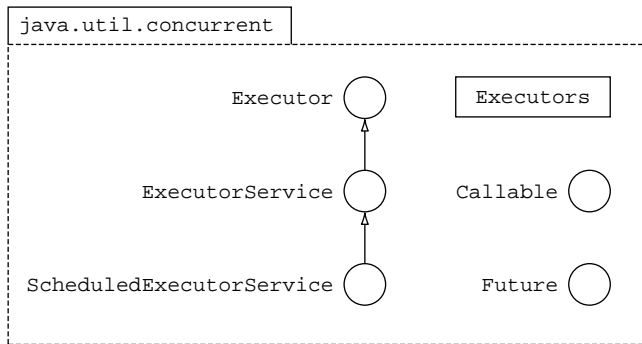 java.util.concurrent
Executor
Executors
ExecutorService
Callable
ScheduledExecutorService
Future